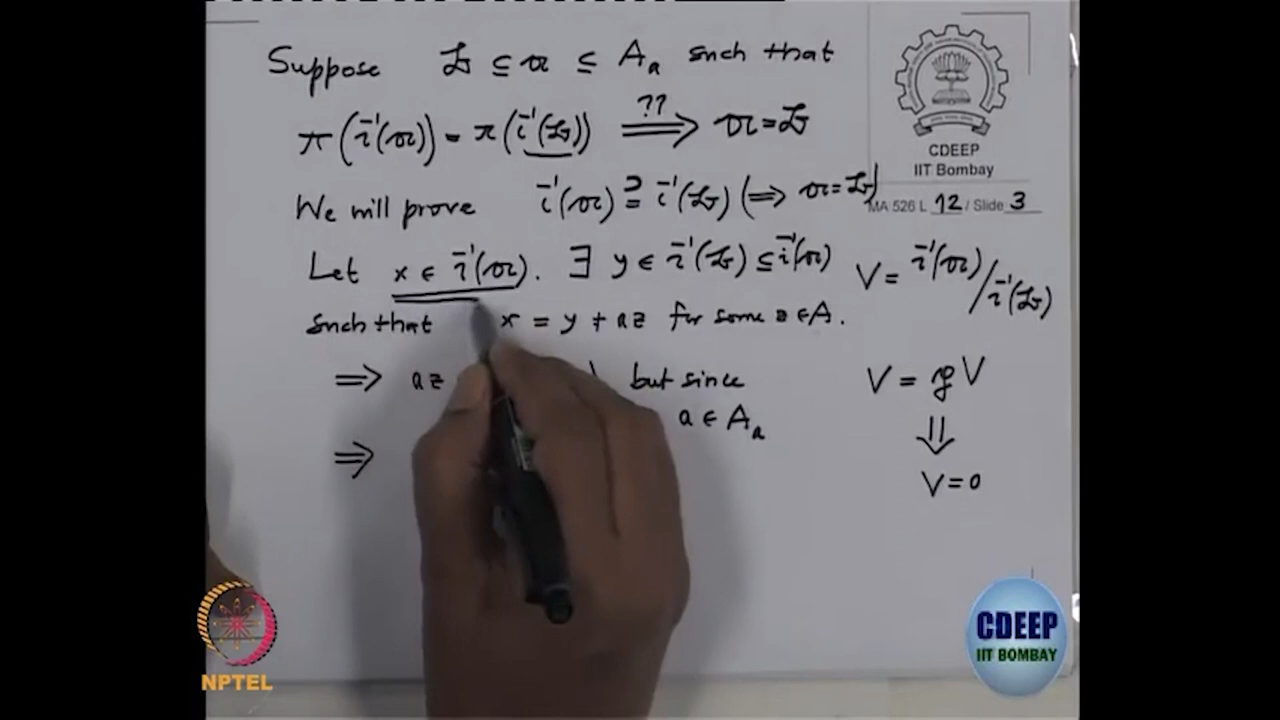 Suppose 𝔏 ⊆ 𝔞 ⊆ A_a such that
π(i⁻¹(𝔞)) = π(i⁻¹(𝔏)) ⟹?? 𝔞 = 𝔏
We will prove i⁻¹(𝔞) ⊇= i⁻¹(𝔏) (⟹ 𝔞 = 𝔏)
Let x ∈ i⁻¹(𝔞). ∃ y ∈ i⁻¹(𝔏) ⊆ i⁻¹(𝔞)
such that x = y + az for some z ∈ A.
⟹ az but since
a ∈ A_a
⟹
V = i⁻¹(𝔞)/i⁻¹(𝔏)
V = 𝔭V
⇓
V = 0
CDEEP
IIT Bombay
MA 526 L 12 / Slide 3
NPTEL
CDEEP
IIT BOMBAY